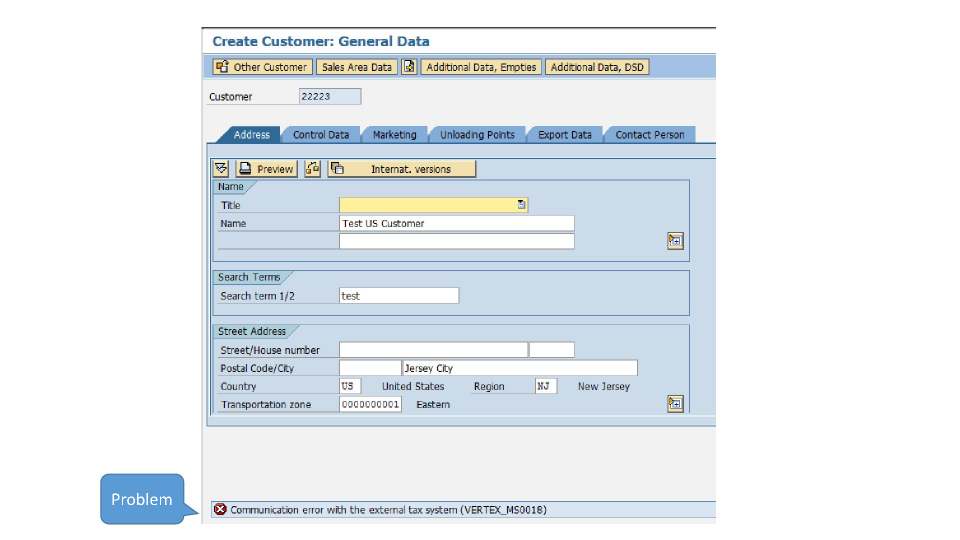 Create Customer: General Data
Other Customer Sales Area Data Additional Data, Empties Additional Data, DSD
Customer 22223
Address Control Data Marketing Unloading Points Export Data Contact Person
Preview Internat. versions
Name
Title
Name Test US Customer
Search Terms
Search term 1/2 test
Street Address
Street/House number
Postal Code/City Jersey City
Country US United States Region NJ New Jersey
Transportation zone 0000000001 Eastern
Problem
Communication error with the external tax system (VERTEX_MS0018)